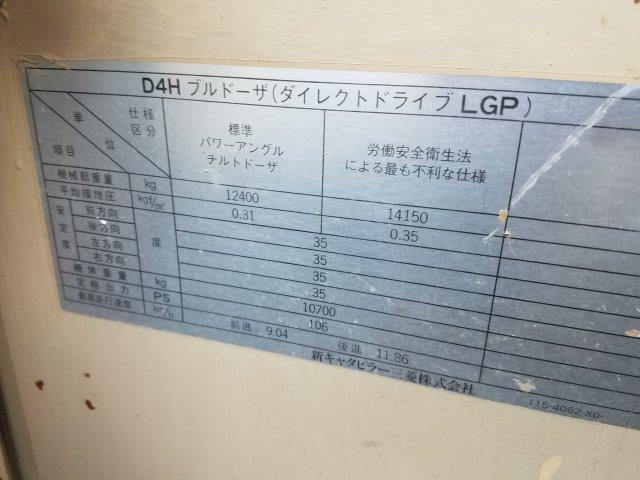 D4H ブルドーザ(ダイレクトドライブ LGP)
仕様
区分
単位
項目
標準
パワーアングル
チルトドーザ
労働安全衛生法
による最も不利な仕様
機械総重量 kg 12400 14150
平均接地圧 kgf/cm² 0.31 0.35
安定度 前方向 度 35
後方向 35
左方向 35
右方向 35
機体重量 kg 10700
定格出力 PS 106
最高走行速度 km/h 前進 9.04 後進 11.86
新キャタピラー三菱株式会社
115-4062-X0-